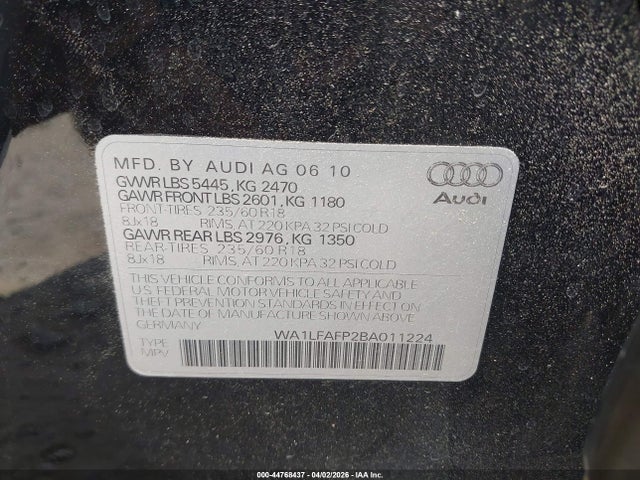 MFD. BY AUDI AG 06 10
GVWR LBS 5445, KG 2470
GAWR FRONT LBS 2601, KG 1180
FRONT-TIRES 235/60 R18
8Jx18 RIMS, AT 220 KPA 32 PSI COLD
GAWR REAR LBS 2976, KG 1350
REAR-TIRES 235/60 R18
8Jx18 RIMS, AT 220 KPA 32 PSI COLD
THIS VEHICLE CONFORMS TO ALL APPLICABLE
U.S. FEDERAL MOTOR VEHICLE SAFETY AND
THEFT PREVENTION STANDARDS IN EFFECT ON
THE DATE OF MANUFACTURE SHOWN ABOVE.
WA1LFAFP2BA011224
TYPE
MPV
Audi
000-44768437 - 04/02/2026 - IAA, Inc.